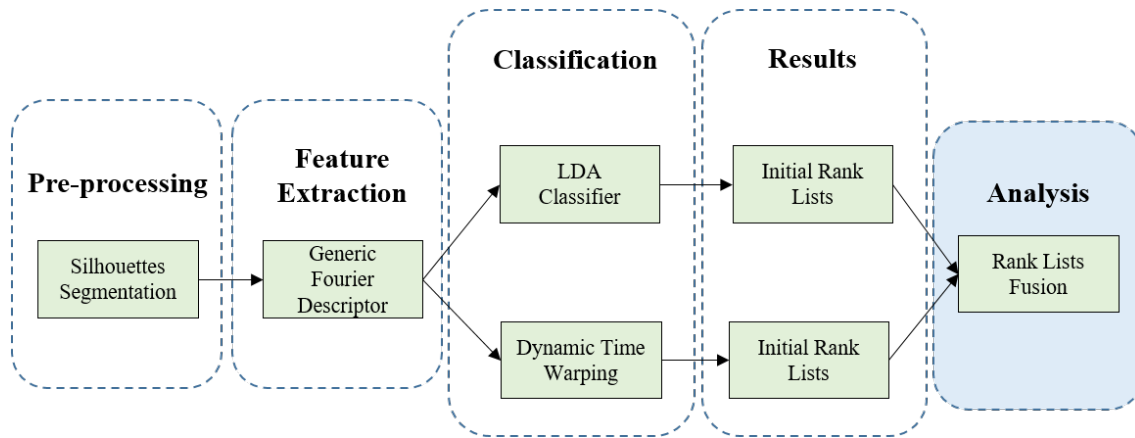 Pre-processing
Silhouettes
Segmentation
Feature
Extraction
Generic
Fourier
Descriptor
Classification
LDA
Classifier
Dynamic Time
Warping
Results
Initial Rank
Lists
Initial Rank
Lists
Analysis
Rank Lists
Fusion